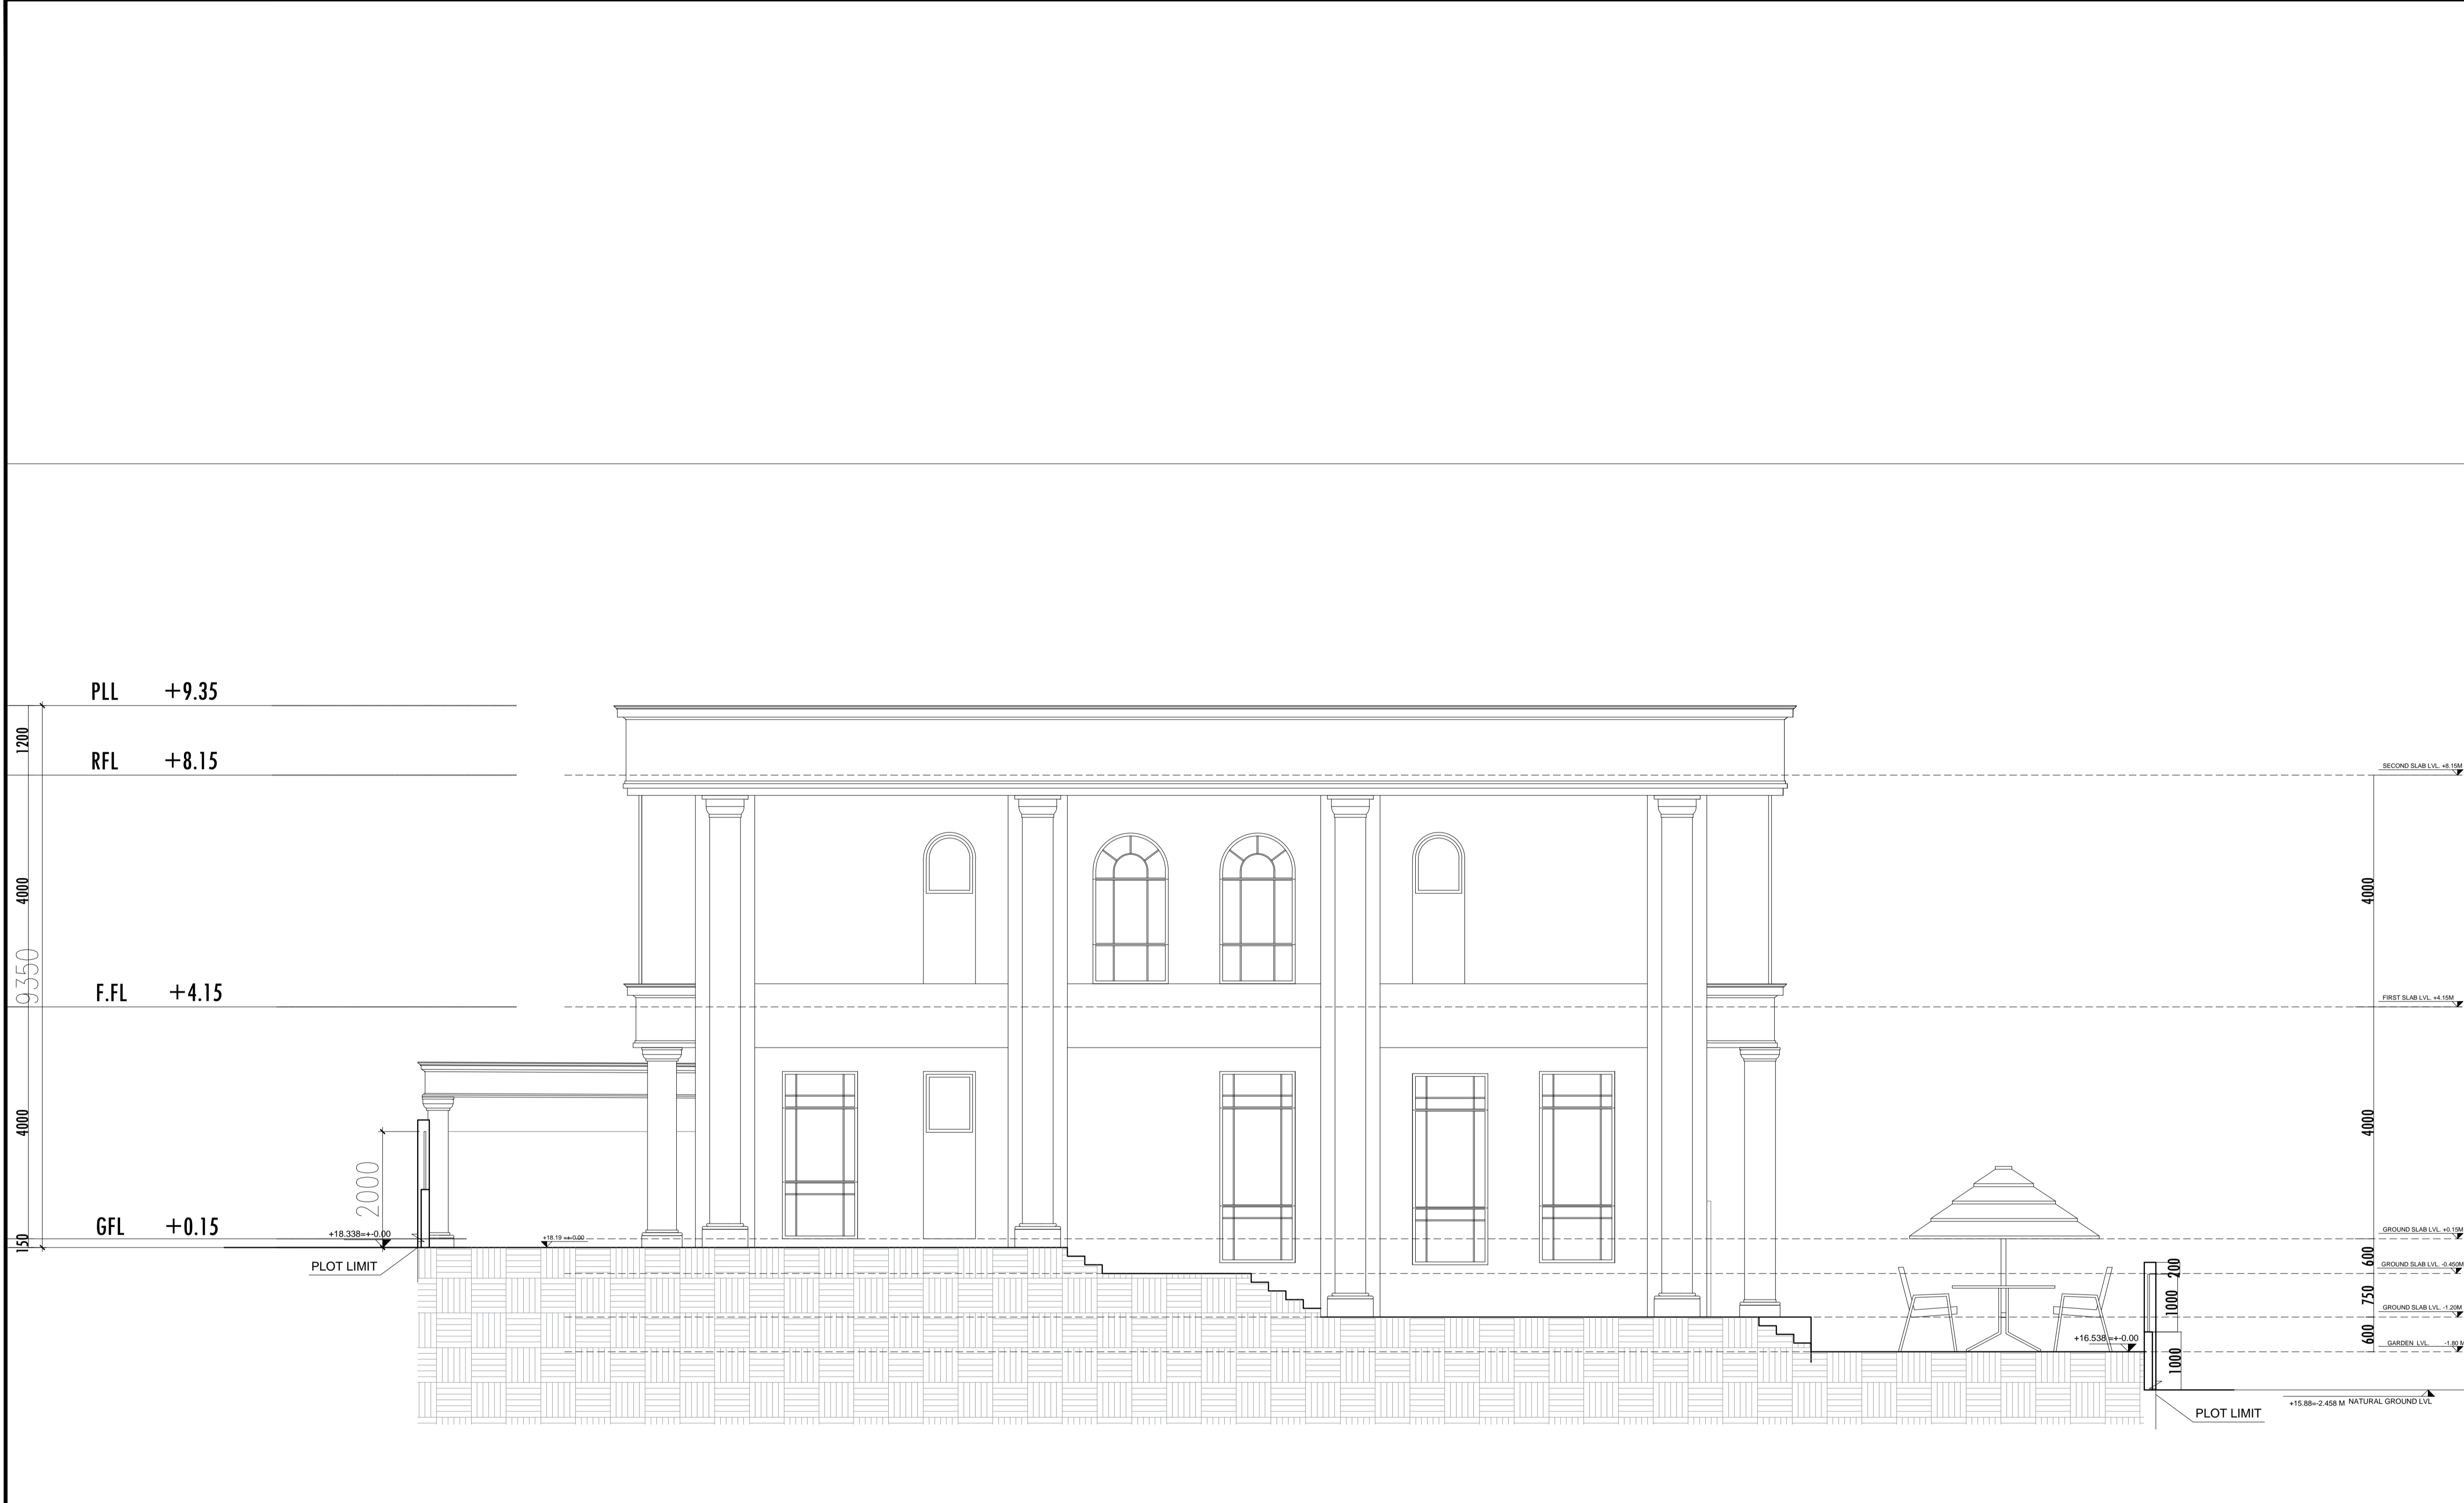 PLL +9.35
1200
RFL +8.15
SECOND SLAB LVL. +8.15M
4000
4000
9350
F.FL +4.15
FIRST SLAB LVL. +4.15M
4000
4000
2000
GFL +0.15
150
+18.338=+-0.00
+18.19 =+-0.00
PLOT LIMIT
GROUND SLAB LVL. +0.15M
600
200
GROUND SLAB LVL. -0.450M
750
1000
GROUND SLAB LVL. -1.20M
600
+16.538 =+-0.00
GARDEN LVL. -1.80 M
1000
+15.88=-2.458 M NATURAL GROUND LVL
PLOT LIMIT